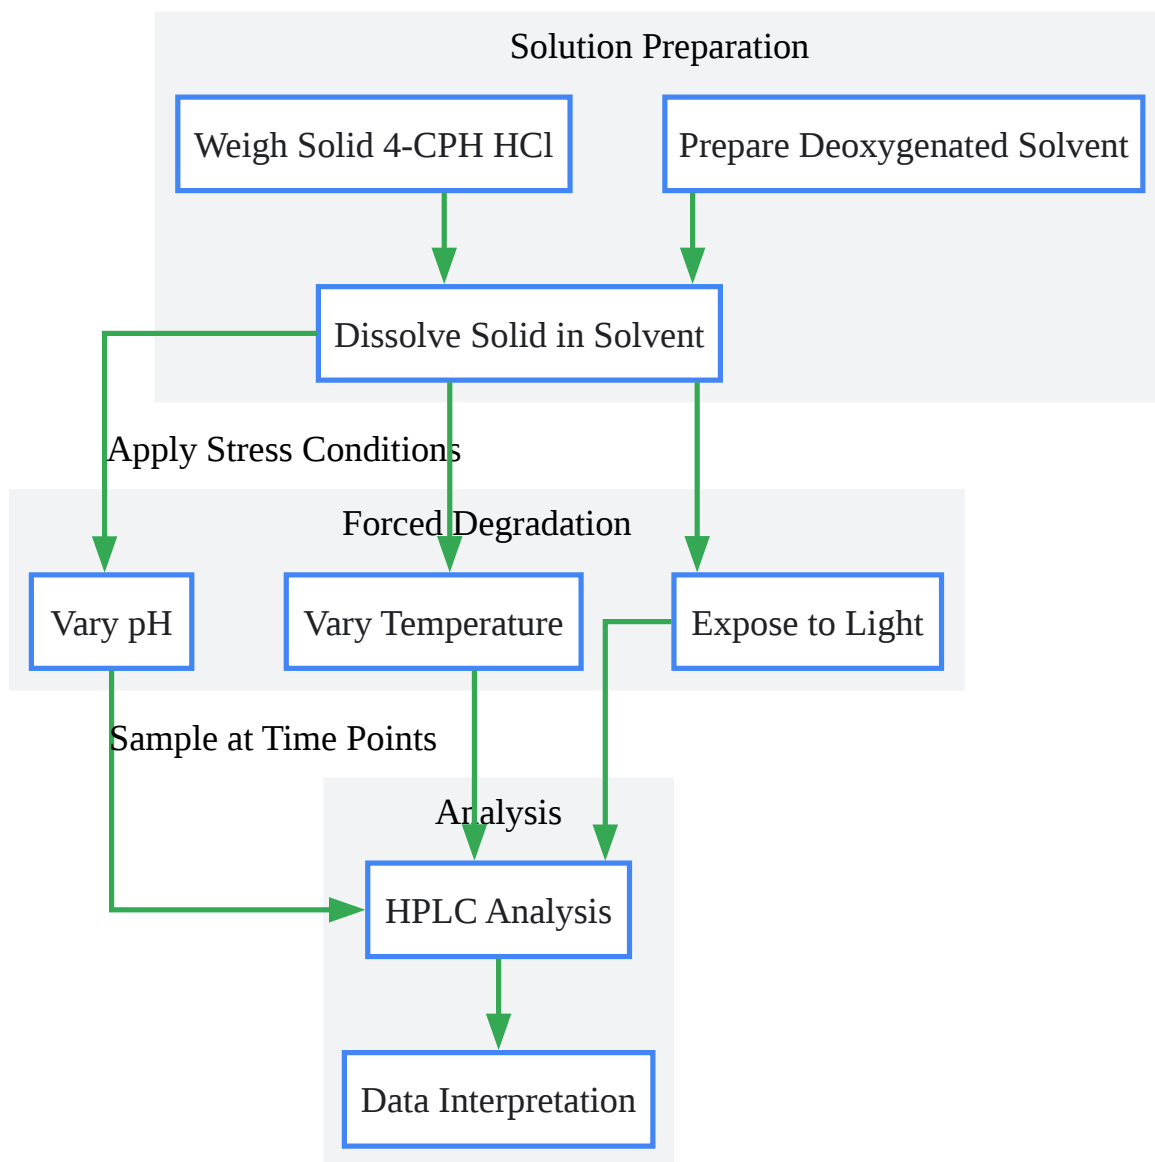 Solution Preparation
Weigh Solid 4-CPH HCl
Prepare Deoxygenated Solvent
Dissolve Solid in Solvent
Apply Stress Conditions
Forced Degradation
Vary pH
Vary Temperature
Expose to Light
Sample at Time Points
Analysis
HPLC Analysis
Data Interpretation